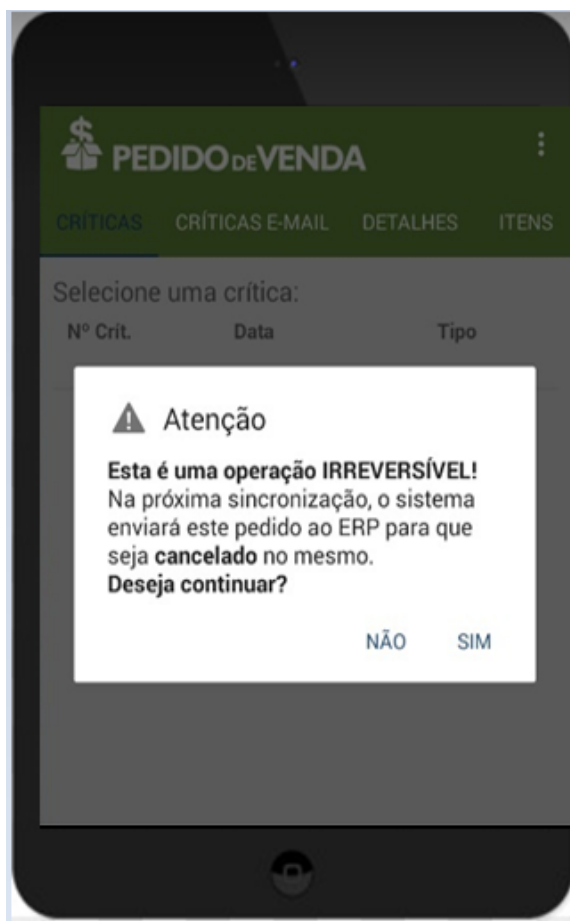 PEDIDO DE VENDA
CRÍTICAS CRÍTICAS E-MAIL DETALHES ITENS
Selecione uma crítica:
Nº Crít. Data Tipo
Atenção
Esta é uma operação IRREVERSÍVEL!
Na próxima sincronização, o sistema
enviará este pedido ao ERP para que
seja cancelado no mesmo.
Deseja continuar?
NÃO SIM